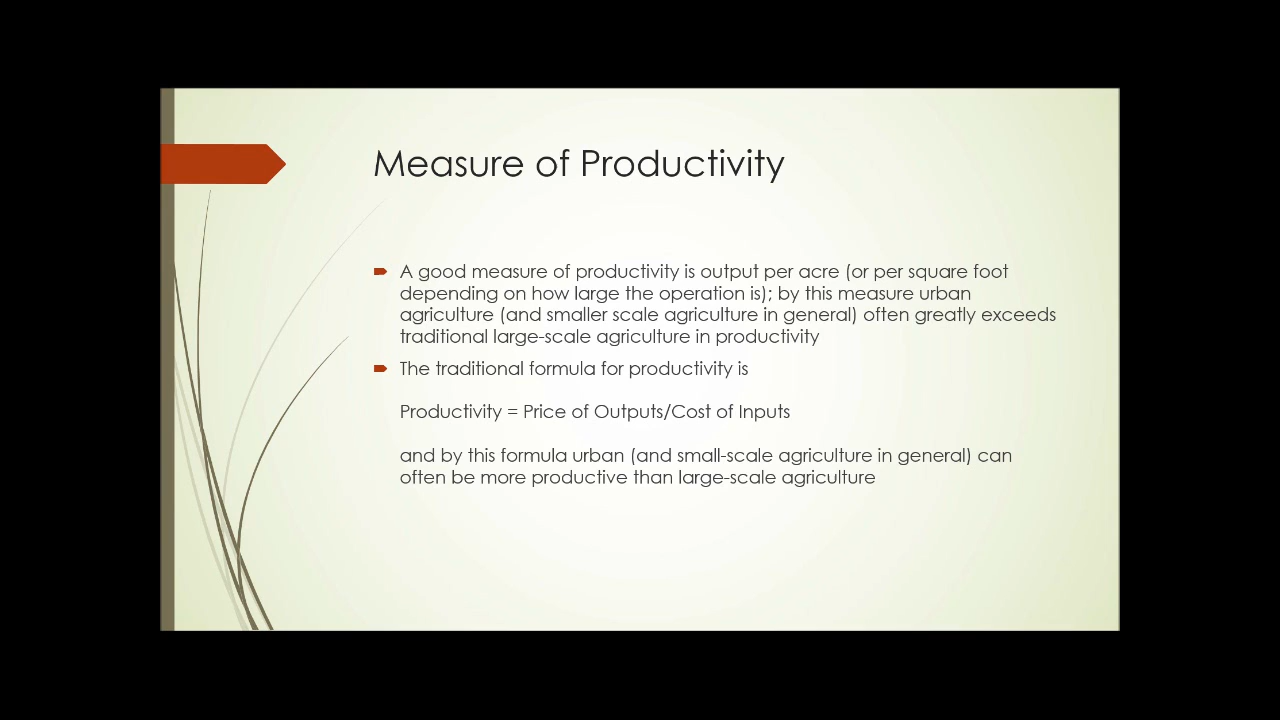 Measure of Productivity
A good measure of productivity is output per acre (or per square foot
depending on how large the operation is); by this measure urban
agriculture (and smaller scale agriculture in general) often greatly exceeds
traditional large-scale agriculture in productivity
The traditional formula for productivity is
Productivity = Price of Outputs/Cost of Inputs
and by this formula urban (and small-scale agriculture in general) can
often be more productive than large-scale agriculture